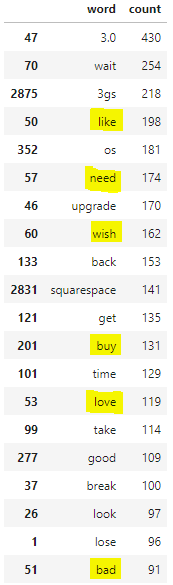 word count
47 3.0 430
70 wait 254
2875 3gs 218
50 like 198
352 os 181
57 need 174
46 upgrade 170
60 wish 162
133 back 153
2831 squarespace 141
121 get 135
201 buy 131
101 time 129
53 love 119
99 take 114
277 good 109
37 break 100
26 look 97
1 lose 96
51 bad 91